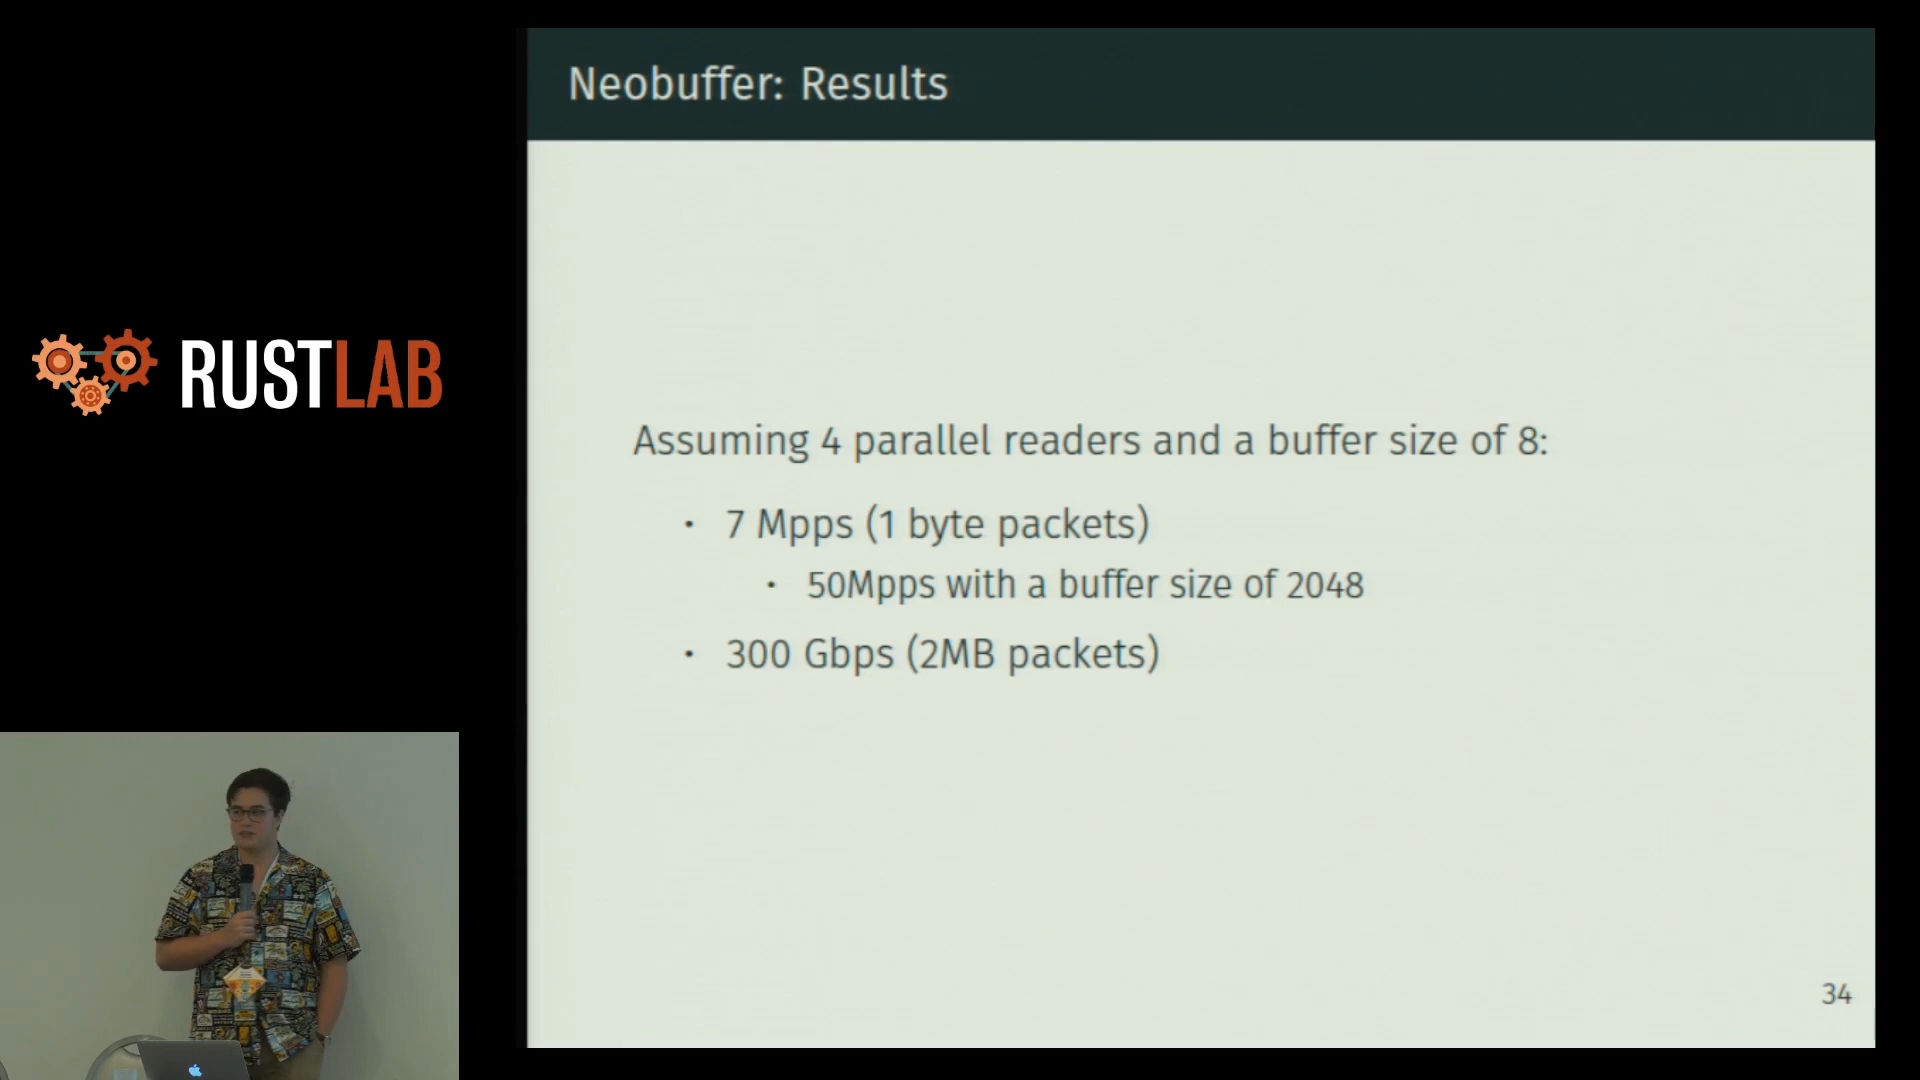 Neobuffer: Results
RUSTLAB
Assuming 4 parallel readers and a buffer size of 8:
• 7 Mpps (1 byte packets)
• 50Mpps with a buffer size of 2048
• 300 Gbps (2MB packets)
34